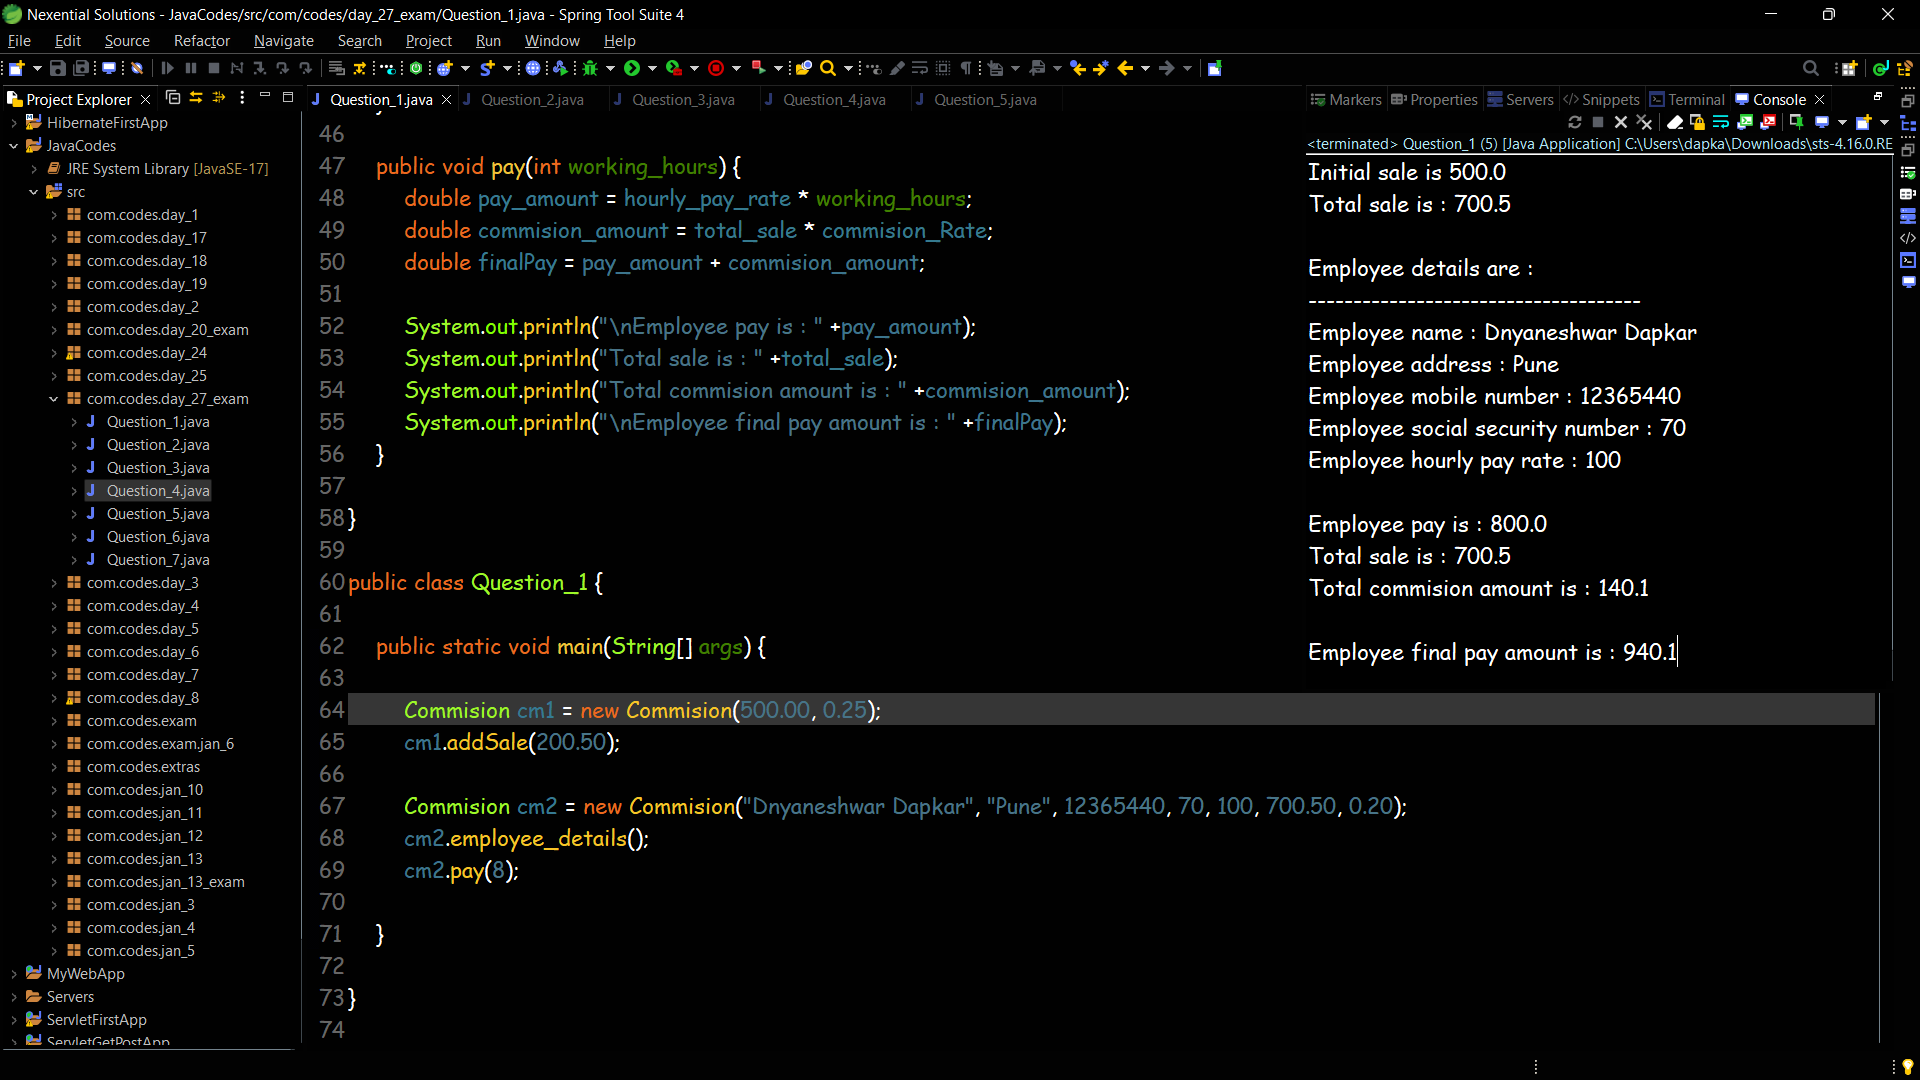 Nexential Solutions - JavaCodes/src/com/codes/day_27_exam/Question_1.java - Spring Tool Suite 4
File Edit Source Refactor Navigate Search Project Run Window Help
Project Explorer
HibernateFirstApp
JavaCodes
JRE System Library [JavaSE-17]
src
com.codes.day_1
com.codes.day_17
com.codes.day_18
com.codes.day_19
com.codes.day_2
com.codes.day_20_exam
com.codes.day_24
com.codes.day_25
com.codes.day_27_exam
Question_1.java
Question_2.java
Question_3.java
Question_4.java
Question_5.java
Question_6.java
Question_7.java
com.codes.day_3
com.codes.day_4
com.codes.day_5
com.codes.day_6
com.codes.day_7
com.codes.day_8
com.codes.exam
com.codes.exam.jan_6
com.codes.extras
com.codes.jan_10
com.codes.jan_11
com.codes.jan_12
com.codes.jan_13
com.codes.jan_13_exam
com.codes.jan_3
com.codes.jan_4
com.codes.jan_5
MyWebApp
Servers
ServletFirstApp
ServletGetPostApp
Question_1.java Question_2.java Question_3.java Question_4.java Question_5.java
46
47 public void pay(int working_hours) {
48 double pay_amount = hourly_pay_rate * working_hours;
49 double commision_amount = total_sale * commision_Rate;
50 double finalPay = pay_amount + commision_amount;
51
52 System.out.println("\nEmployee pay is : " +pay_amount);
53 System.out.println("Total sale is : " +total_sale);
54 System.out.println("Total commision amount is : " +commision_amount);
55 System.out.println("\nEmployee final pay amount is : " +finalPay);
56 }
57
58 }
59
60 public class Question_1 {
61
62 public static void main(String[] args) {
63
64 Commision cm1 = new Commision(500.00, 0.25);
65 cm1.addSale(200.50);
66
67 Commision cm2 = new Commision("Dnyaneshwar Dapkar", "Pune", 12365440, 70, 100, 700.50, 0.20);
68 cm2.employee_details();
69 cm2.pay(8);
70
71 }
72
73 }
74
Markers Properties Servers Snippets Terminal Console
<terminated> Question_1 (5) [Java Application] C:\Users\dapka\Downloads\sts-4.16.0.RE
Initial sale is 500.0
Total sale is : 700.5
Employee details are :
-------------------------------------
Employee name : Dnyaneshwar Dapkar
Employee address : Pune
Employee mobile number : 12365440
Employee social security number : 70
Employee hourly pay rate : 100
Employee pay is : 800.0
Total sale is : 700.5
Total commision amount is : 140.1
Employee final pay amount is : 940.1